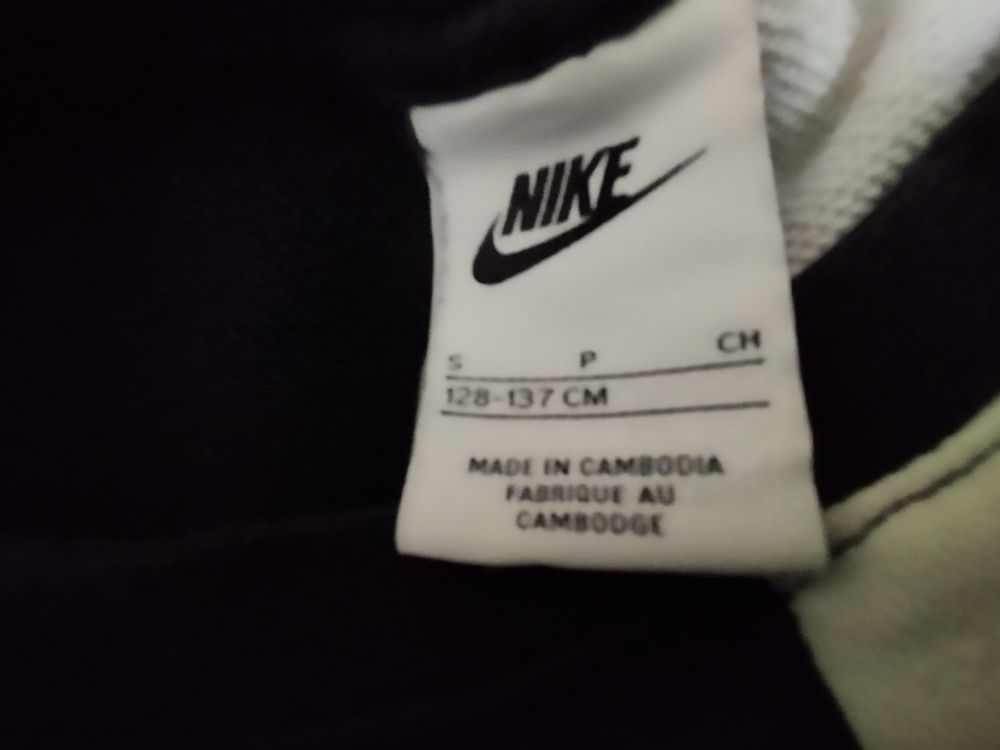 NIKE
S P CH
128-137 CM
MADE IN CAMBODIA
FABRIQUE AU
CAMBODGE